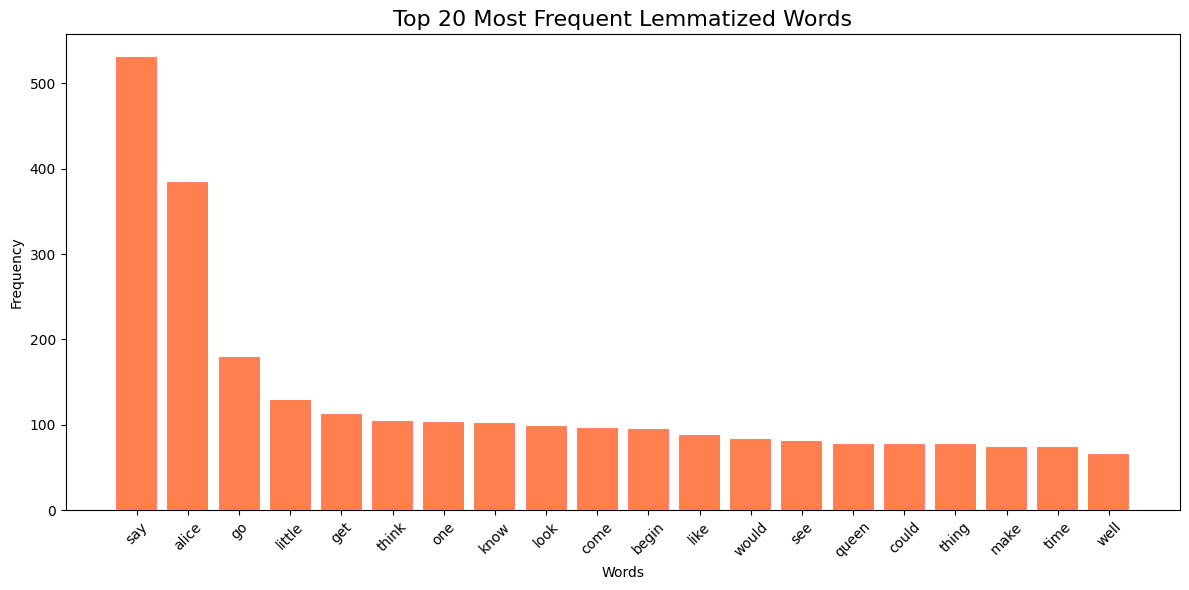 Top 20 Most Frequent Lemmatized Words
Frequency
500
400
300
200
100
0
say alice go little get think one know look come begin like would see queen could thing make time well
Words